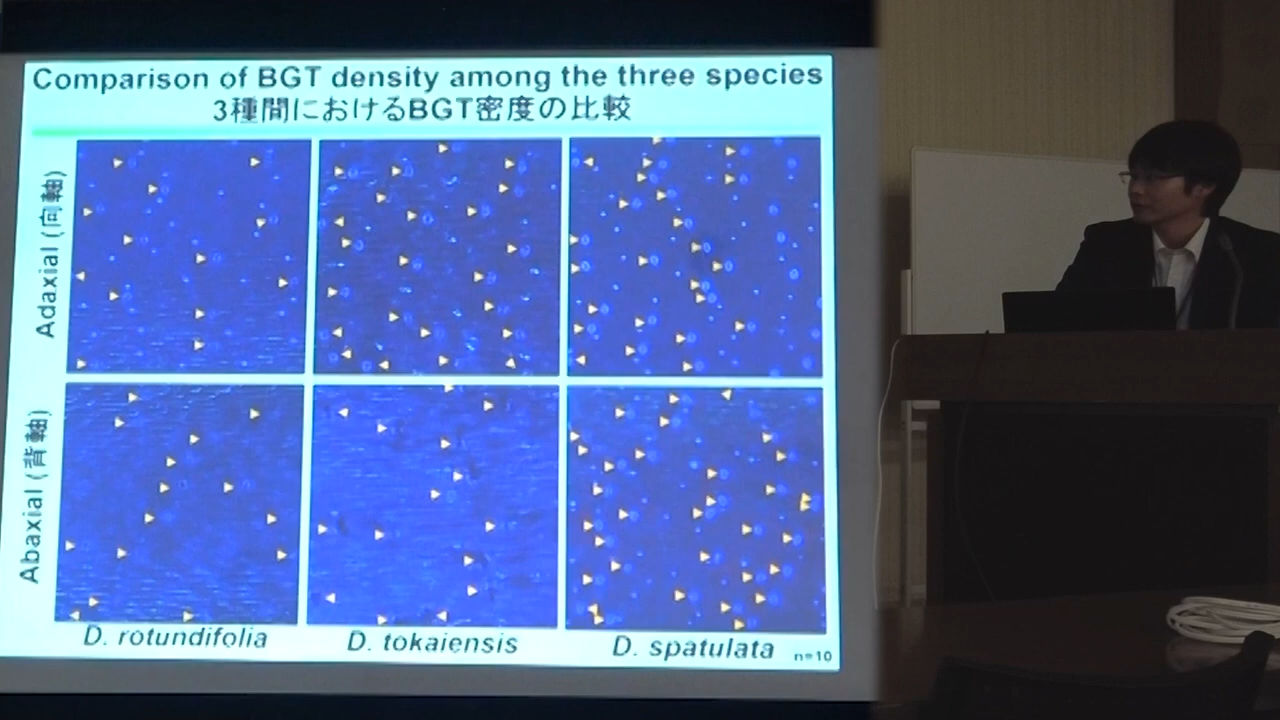 Comparison of BGT density among the three species
3種間におけるBGT密度の比較
Adaxial (向軸)
Abaxial (背軸)
D. rotundifolia
D. tokaiensis
D. spatulata
n=10